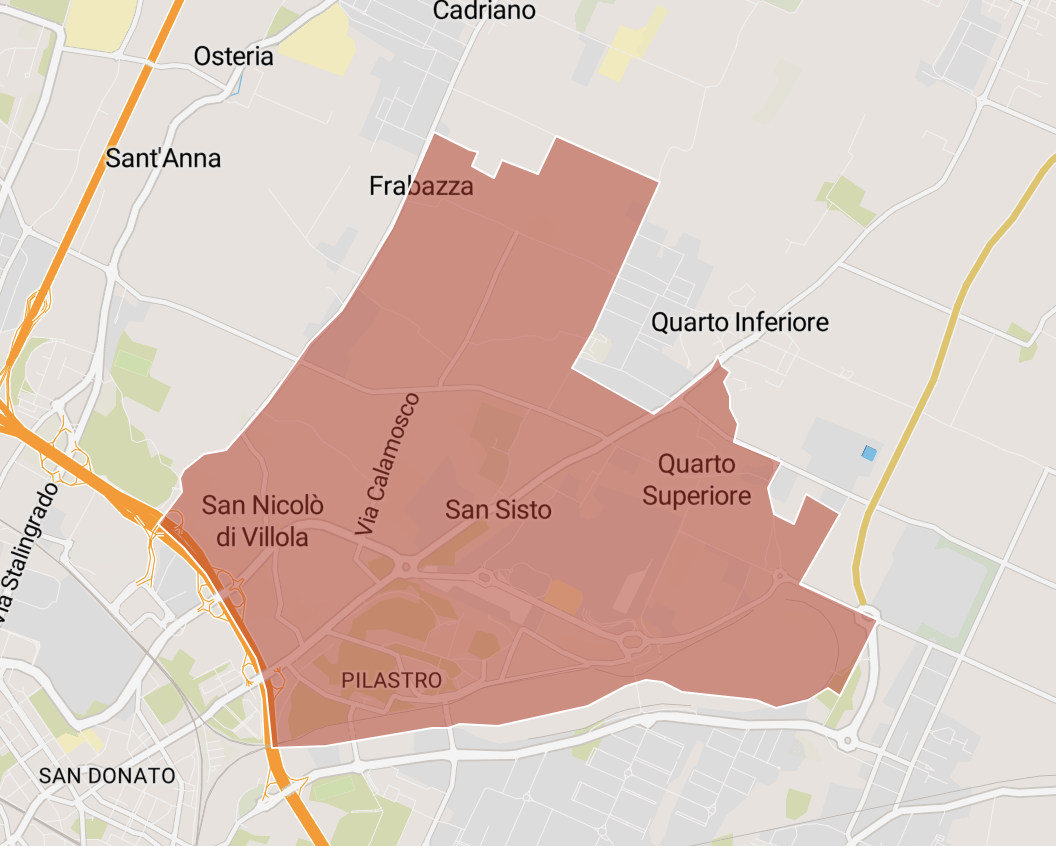 Cadriano
Osteria
Sant'Anna
Frabazza
Quarto Inferiore
Via Calamosco
Quarto
Superiore
San Nicolò
di Villola
San Sisto
Via Stalingrado
PILASTRO
SAN DONATO